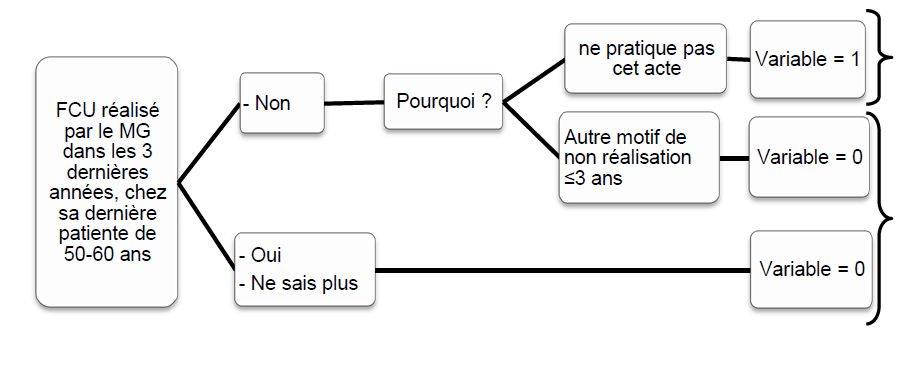 FCU réalisé
par le MG
dans les 3
dernières
années, chez
sa dernière
patiente de
50-60 ans
- Non
Pourquoi ?
ne pratique pas
cet acte
Variable = 1
Autre motif de
non réalisation
≤3 ans
Variable = 0
- Oui
- Ne sais plus
Variable = 0